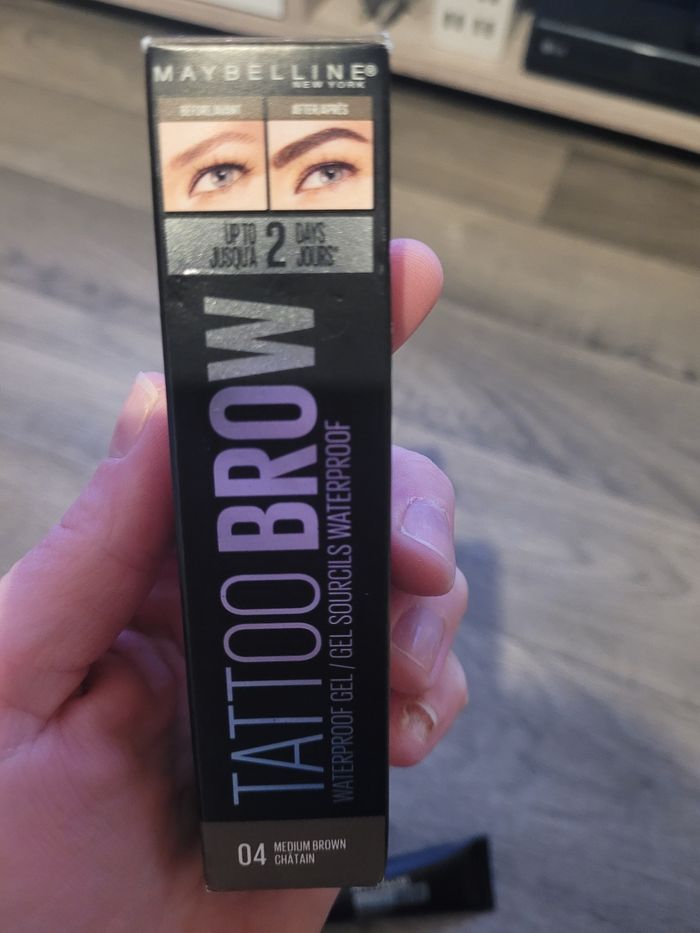 MAYBELLINE®
NEW YORK
BEFORE/AVANT
AFTER/APRÈS
UP TO 2 DAYS
JUSQU'À JOURS*
TATTOO BROW
WATERPROOF GEL / GEL SOURCILS WATERPROOF
04 MEDIUM BROWN
CHÂTAIN